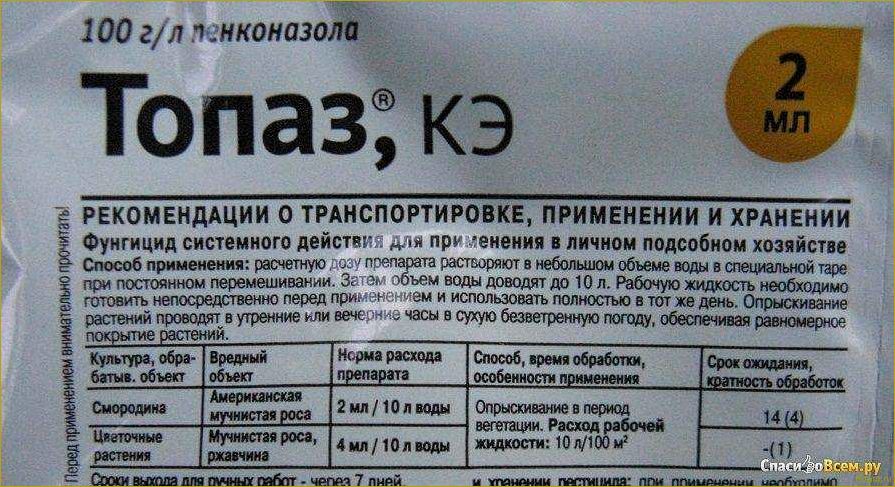 100 г/л пенконазола
Топаз,® КЭ
2
МЛ
Перед применением внимательно прочитать!
РЕКОМЕНДАЦИИ О ТРАНСПОРТИРОВКЕ, ПРИМЕНЕНИИ И ХРАНЕНИИ
Фунгицид системного действия для применения в личном подсобном хозяйстве
Способ применения: расчетную дозу препарата растворяют в небольшом объеме воды в специальной таре
при постоянном перемешивании. Затем объем воды доводят до 10 л. Рабочую жидкость необходимо
готовить непосредственно перед применением и использовать полностью в тот же день. Опрыскивание
растений проводят в утренние или вечерние часы в сухую безветренную погоду, обеспечивая равномерное
покрытие растений.
Культура, обра-
батыв. объект
Вредный
объект
Норма расхода
препарата
Способ, время обработки,
особенности применения
Срок ожидания,
кратность обработок
Смородина
Американская
мучнистая роса
2 мл / 10 л воды
Опрыскивание в период
вегетации. Расход рабочей
жидкости: 10 л/100 м²
14 (4)
Цветочные
растения
Мучнистая роса,
ржавчина
4 мл / 10 л воды
-(1)
Сроки выхода для ручных работ - через 7 дней
и хранении пестицида: при применении необходимо
СпасибоВсем.ру